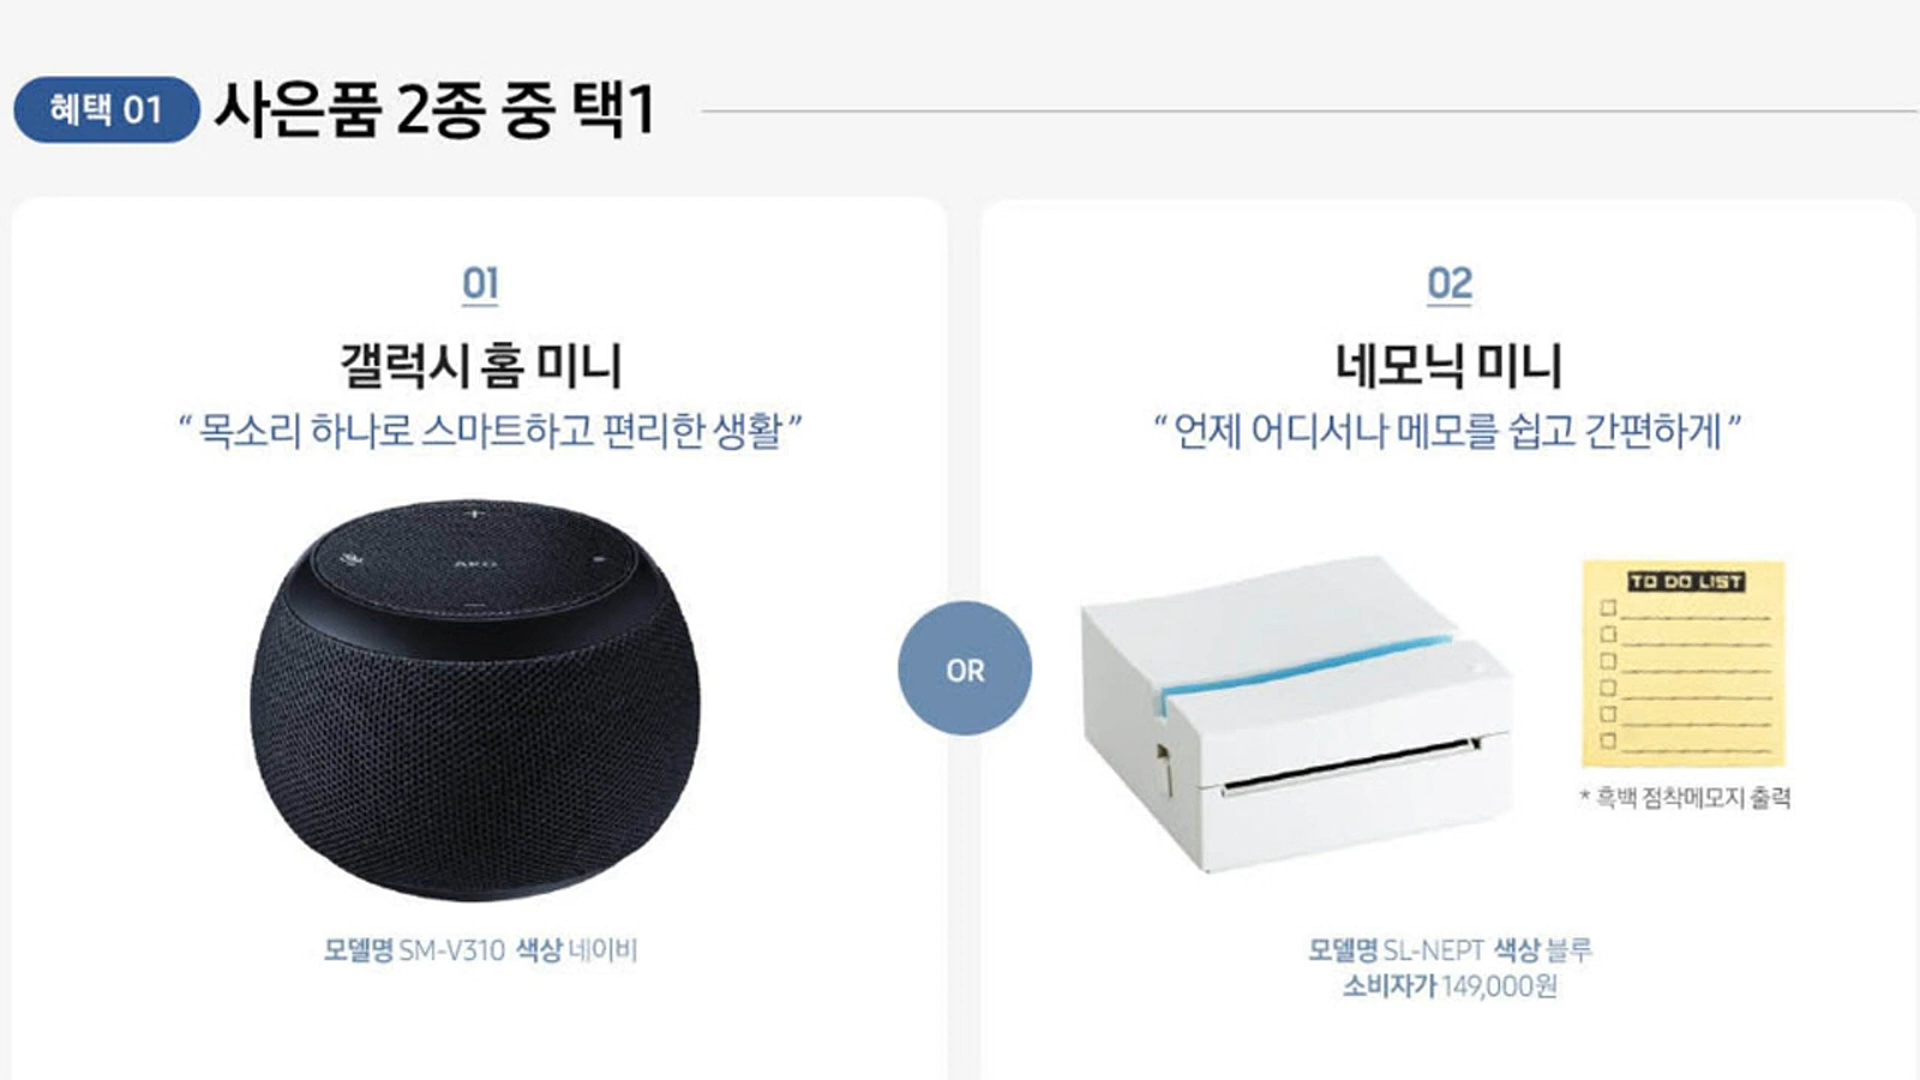 혜택 01 사은품 2종 중 택1
01
갤럭시 홈 미니
“ 목소리 하나로 스마트하고 편리한 생활 ”
AKG
모델명 SM-V310 색상 네이비
OR
02
네모닉 미니
“ 언제 어디서나 메모를 쉽고 간편하게 ”
TO DO LIST
* 흑백 점착메모지 출력
모델명 SL-NEPT 색상 블루
소비자가 149,000원